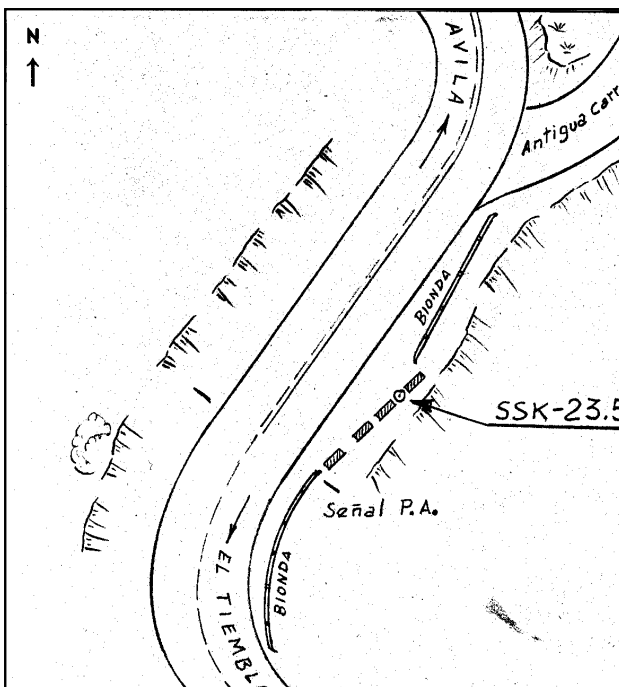 N
AVILA
Antigua Carr
BIONDA
SSK-23.5
Señal P.A.
BIONDA
EL TIEMBL